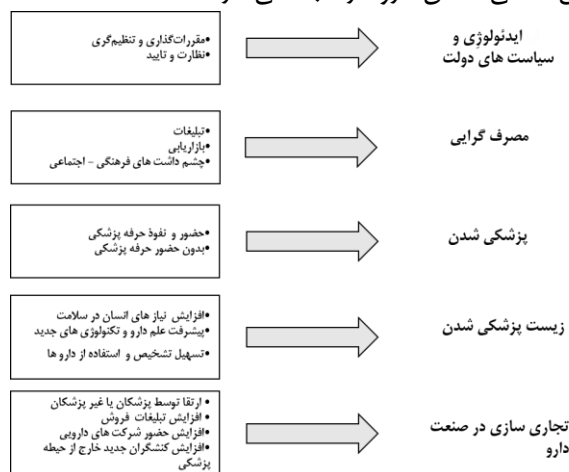 ایدئولوژی و
سیاست های دولت
•مقررات‌گذاری و تنظیم‌گری
•نظارت و تایید
مصرف گرایی
•تبلیغات
•بازاریابی
•چشم داشت های فرهنگی – اجتماعی
پزشکی شدن
•حضور و نفوذ حرفه پزشکی
•بدون حضور حرفه پزشکی
زیست پزشکی شدن
•افزایش نیاز های انسان در سلامت
•پیشرفت علم دارو و تکنولوژی های جدید
•تسهیل تشخیص و استفاده از دارو ها
تجاری سازی در صنعت
دارو
• ارتقا توسط پزشکان یا غیر پزشکان
• افزایش تبلیغات فروش
•افزایش حضور شرکت های دارویی
•افزایش کنشگران جدید خارج از حیطه
پزشکی